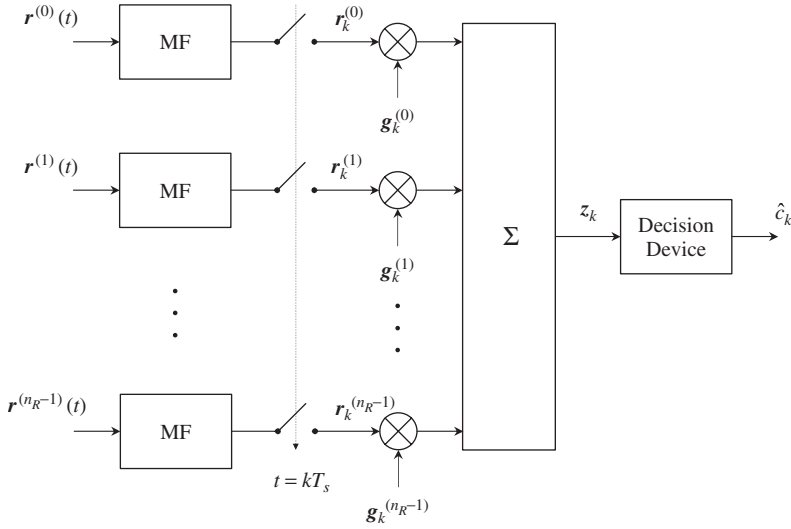 r^(0)(t)
MF
r_k^(0)
g_k^(0)
r^(1)(t)
MF
r_k^(1)
g_k^(1)
Σ
z_k
Decision
Device
ĉ_k
r^(n_R−1)(t)
MF
r_k^(n_R−1)
t = kT_s
g_k^(n_R−1)